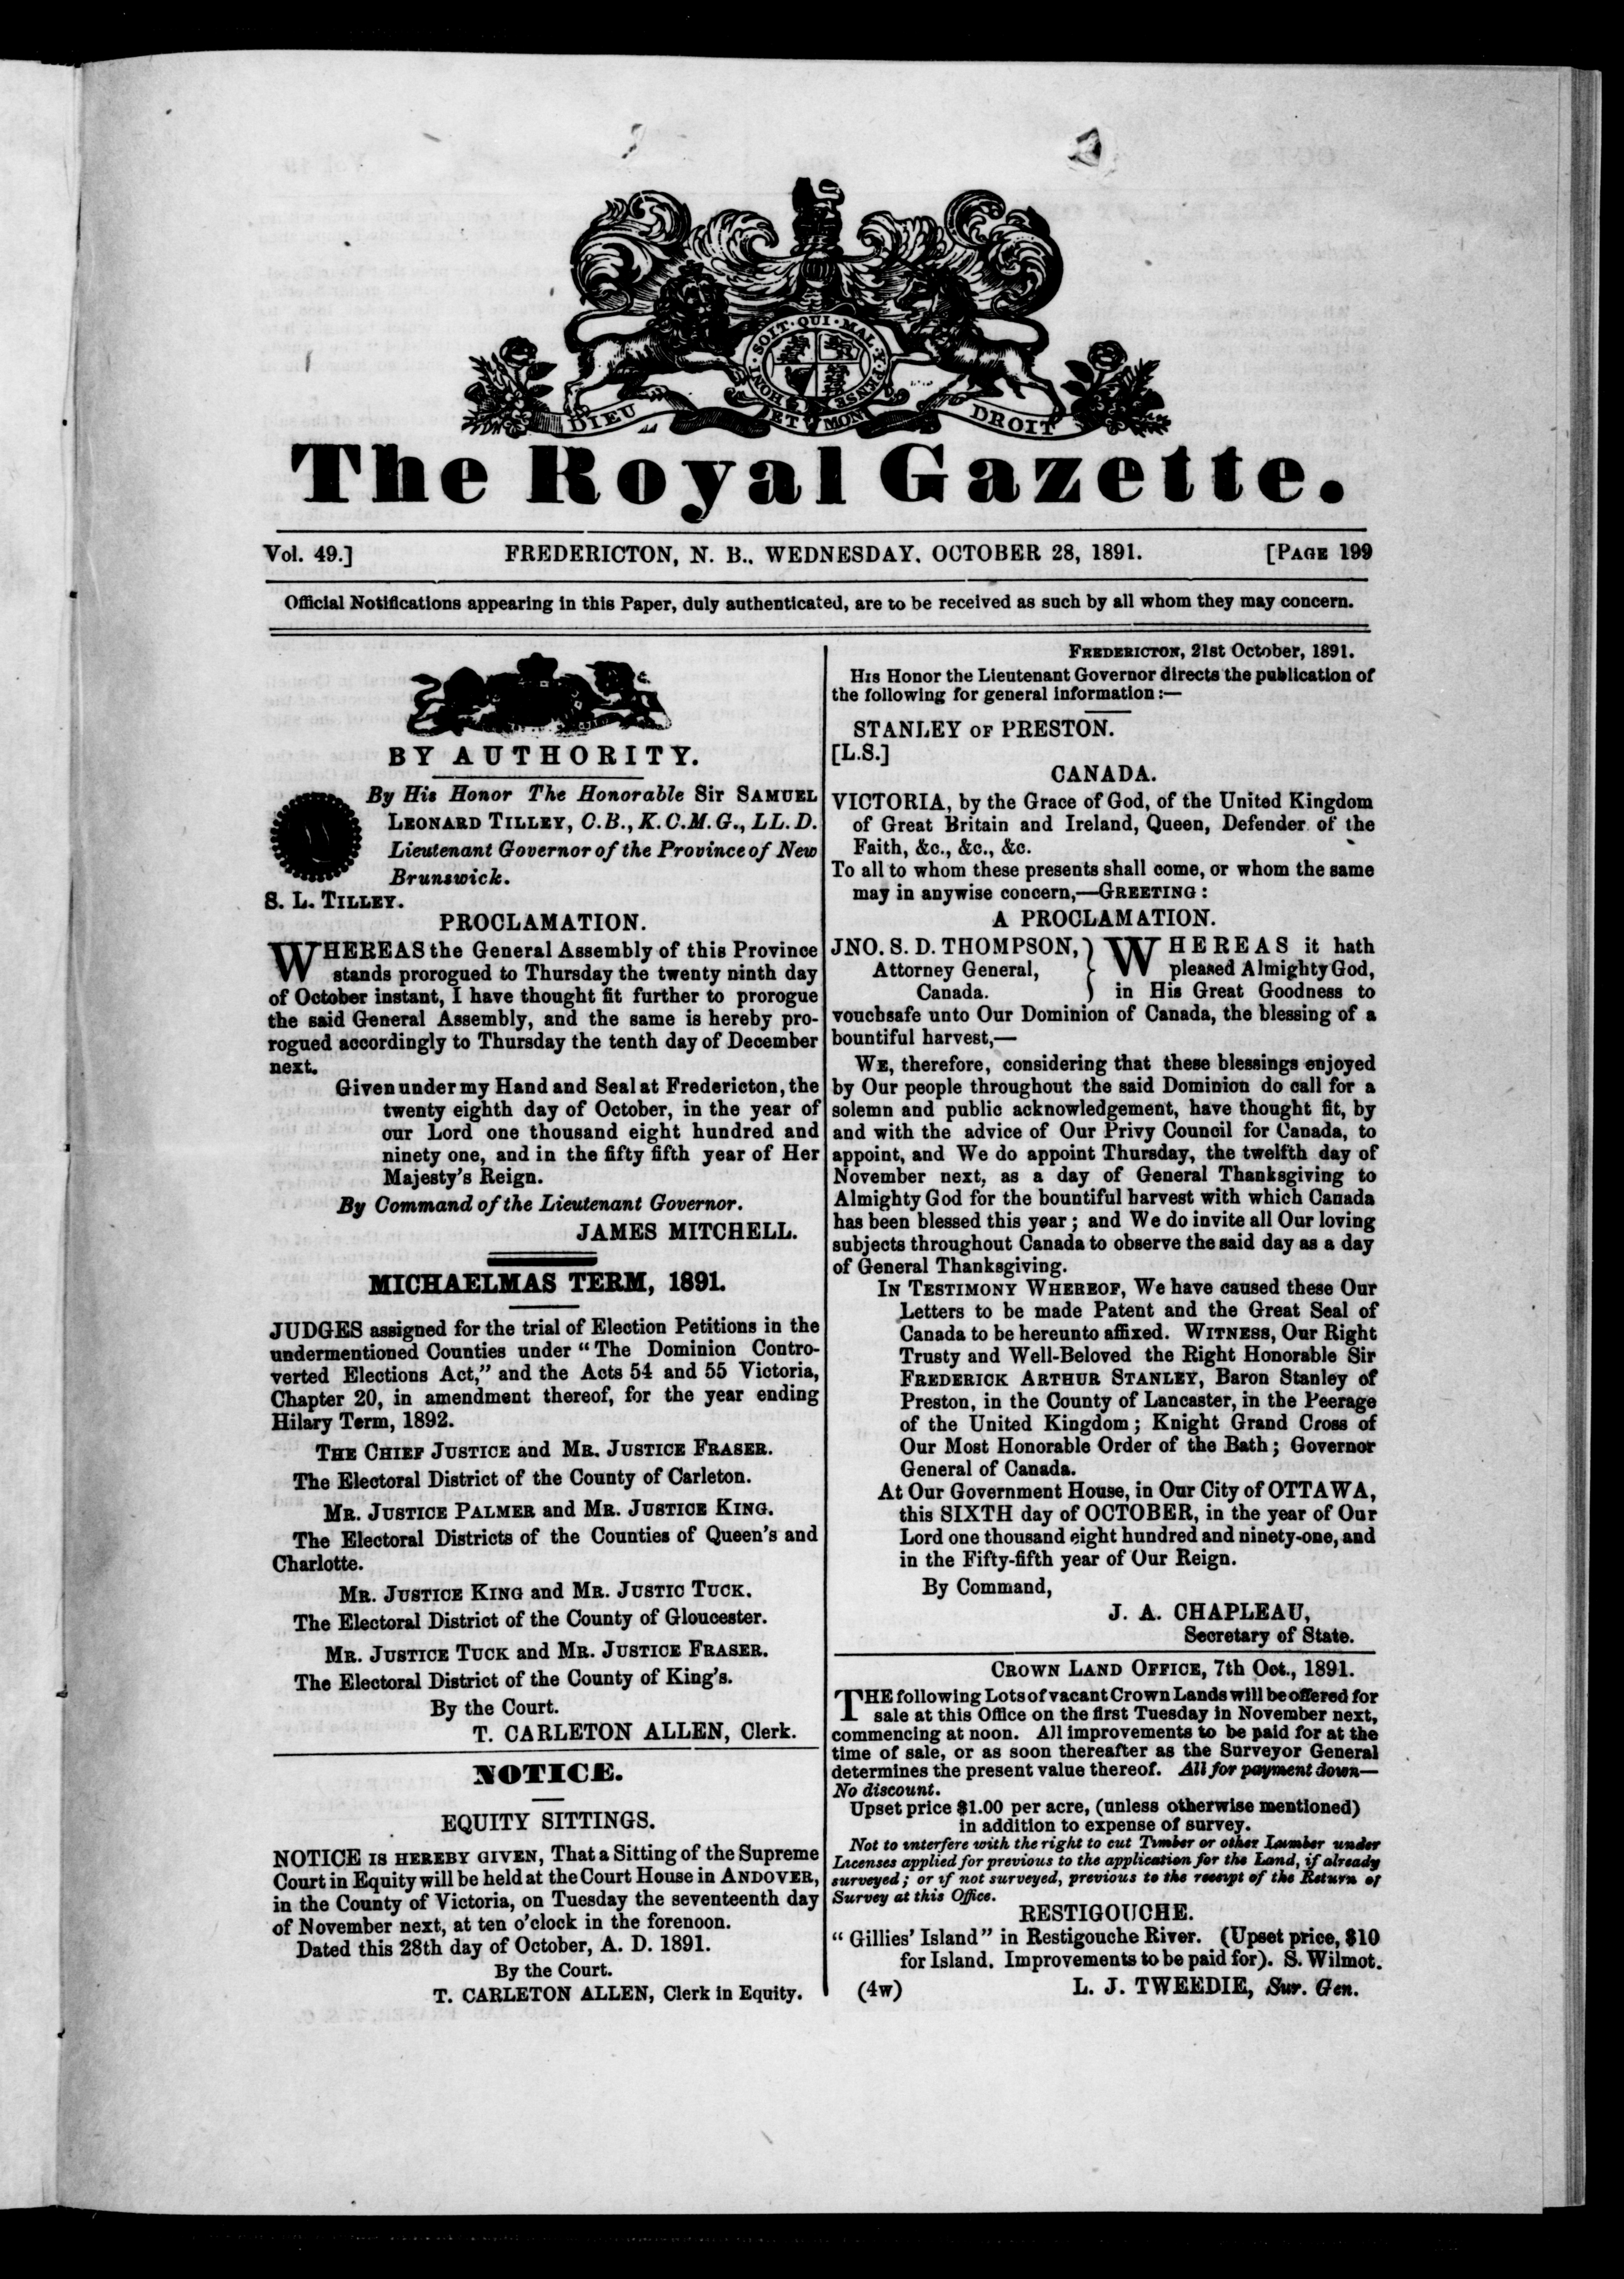 HONI · SOIT · QUI · MAL · Y · PENSE
DIEU ET MON DROIT
The Royal Gazette.
Vol. 49.] FREDERICTON, N. B., WEDNESDAY, OCTOBER 28, 1891. [PAGE 199
Official Notifications appearing in this Paper, duly authenticated, are to be received as such by all whom they may concern.
BY AUTHORITY.
By His Honor The Honorable Sir SAMUEL
LEONARD TILLEY, C.B., K.C.M.G., LL.D.
Lieutenant Governor of the Province of New
Brunswick.
S. L. TILLEY.
PROCLAMATION.
WHEREAS the General Assembly of this Province
stands prorogued to Thursday the twenty ninth day
of October instant, I have thought fit further to prorogue
the said General Assembly, and the same is hereby pro-
rogued accordingly to Thursday the tenth day of December
next.
Given under my Hand and Seal at Fredericton, the
twenty eighth day of October, in the year of
our Lord one thousand eight hundred and
ninety one, and in the fifty fifth year of Her
Majesty's Reign.
By Command of the Lieutenant Governor.
JAMES MITCHELL.
MICHAELMAS TERM, 1891.
JUDGES assigned for the trial of Election Petitions in the
undermentioned Counties under "The Dominion Contro-
verted Elections Act," and the Acts 54 and 55 Victoria,
Chapter 20, in amendment thereof, for the year ending
Hilary Term, 1892.
THE CHIEF JUSTICE and MR. JUSTICE FRASER.
The Electoral District of the County of Carleton.
MR. JUSTICE PALMER and MR. JUSTICE KING.
The Electoral Districts of the Counties of Queen's and
Charlotte.
MR. JUSTICE KING and MR. JUSTIC TUCK.
The Electoral District of the County of Gloucester.
MR. JUSTICE TUCK and MR. JUSTICE FRASER.
The Electoral District of the County of King's.
By the Court.
T. CARLETON ALLEN, Clerk.
NOTICE.
EQUITY SITTINGS.
NOTICE IS HEREBY GIVEN, That a Sitting of the Supreme
Court in Equity will be held at the Court House in ANDOVER,
in the County of Victoria, on Tuesday the seventeenth day
of November next, at ten o'clock in the forenoon.
Dated this 28th day of October, A. D. 1891.
By the Court.
T. CARLETON ALLEN, Clerk in Equity.
FREDERICTON, 21st October, 1891.
HIS Honor the Lieutenant Governor directs the publication of
the following for general information:—
STANLEY OF PRESTON.
[L.S.]
CANADA.
VICTORIA, by the Grace of God, of the United Kingdom
of Great Britain and Ireland, Queen, Defender of the
Faith, &c., &c., &c.
To all to whom these presents shall come, or whom the same
may in anywise concern,—GREETING:
A PROCLAMATION.
JNO. S. D. THOMPSON, } WHEREAS it hath
Attorney General, pleased Almighty God,
Canada. in His Great Goodness to
vouchsafe unto Our Dominion of Canada, the blessing of a
bountiful harvest,—
WE, therefore, considering that these blessings enjoyed
by Our people throughout the said Dominion do call for a
solemn and public acknowledgement, have thought fit, by
and with the advice of Our Privy Council for Canada, to
appoint, and We do appoint Thursday, the twelfth day of
November next, as a day of General Thanksgiving to
Almighty God for the bountiful harvest with which Canada
has been blessed this year; and We do invite all Our loving
subjects throughout Canada to observe the said day as a day
of General Thanksgiving.
IN TESTIMONY WHEREOF, We have caused these Our
Letters to be made Patent and the Great Seal of
Canada to be hereunto affixed. WITNESS, Our Right
Trusty and Well-Beloved the Right Honorable Sir
FREDERICK ARTHUR STANLEY, Baron Stanley of
Preston, in the County of Lancaster, in the Peerage
of the United Kingdom; Knight Grand Cross of
Our Most Honorable Order of the Bath; Governor
General of Canada.
At Our Government House, in Our City of OTTAWA,
this SIXTH day of OCTOBER, in the year of Our
Lord one thousand eight hundred and ninety-one, and
in the Fifty-fifth year of Our Reign.
By Command,
J. A. CHAPLEAU,
Secretary of State.
CROWN LAND OFFICE, 7th Oct., 1891.
THE following Lots of vacant Crown Lands will be offered for
sale at this Office on the first Tuesday in November next,
commencing at noon. All improvements to be paid for at the
time of sale, or as soon thereafter as the Surveyor General
determines the present value thereof. All for payment down—
No discount.
Upset price $1.00 per acre, (unless otherwise mentioned)
in addition to expense of survey.
Not to interfere with the right to cut Timber or other Lumber under
Licenses applied for previous to the application for the Land, if already
surveyed; or if not surveyed, previous to the receipt of the Return of
Survey at this Office.
RESTIGOUCHE.
"Gillies' Island" in Restigouche River. (Upset price, $10
for Island. Improvements to be paid for). S. Wilmot.
(4w) L. J. TWEEDIE, Sur. Gen.